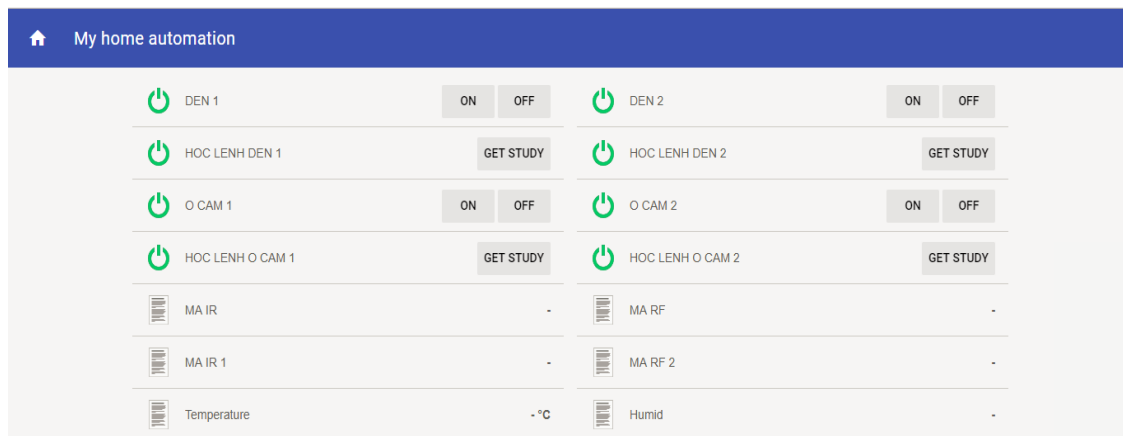 My home automation
DEN 1 ON OFF DEN 2 ON OFF
HOC LENH DEN 1 GET STUDY HOC LENH DEN 2 GET STUDY
O CAM 1 ON OFF O CAM 2 ON OFF
HOC LENH O CAM 1 GET STUDY HOC LENH O CAM 2 GET STUDY
MA IR - MA RF -
MA IR 1 - MA RF 2 -
Temperature - °C Humid -